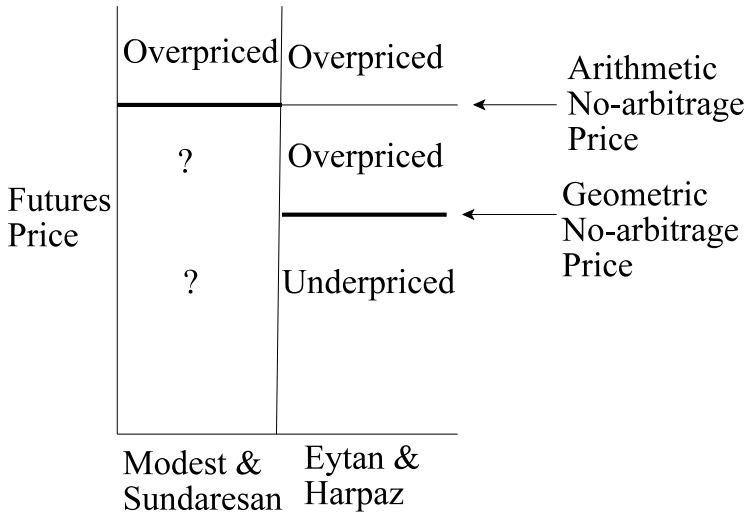 Overpriced
Overpriced
Arithmetic
No-arbitrage
Price
?
Overpriced
Futures
Price
Geometric
No-arbitrage
Price
?
Underpriced
Modest &
Sundaresan
Eytan &
Harpaz